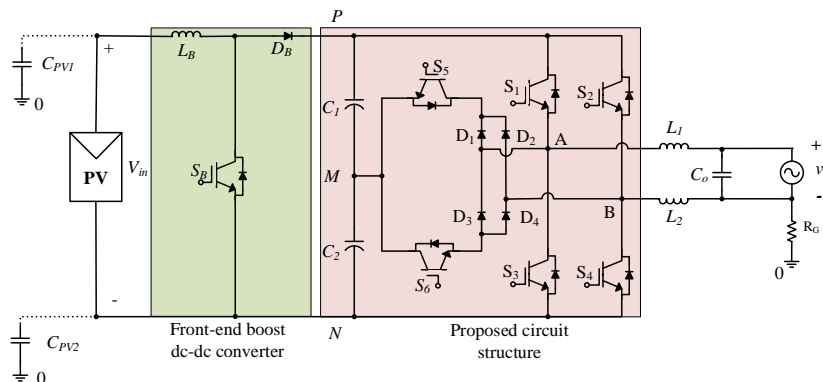 P
L_B
D_B
C_PV1
0
S_5
S_1
S_2
C_1
D_1
D_2
A
L_1
+
PV
V_in
S_B
M
C_o
v
D_3
D_4
B
L_2
-
R_G
C_2
S_3
S_4
0
S_6
+
-
N
C_PV2
0
Front-end boost
dc-dc converter
Proposed circuit
structure